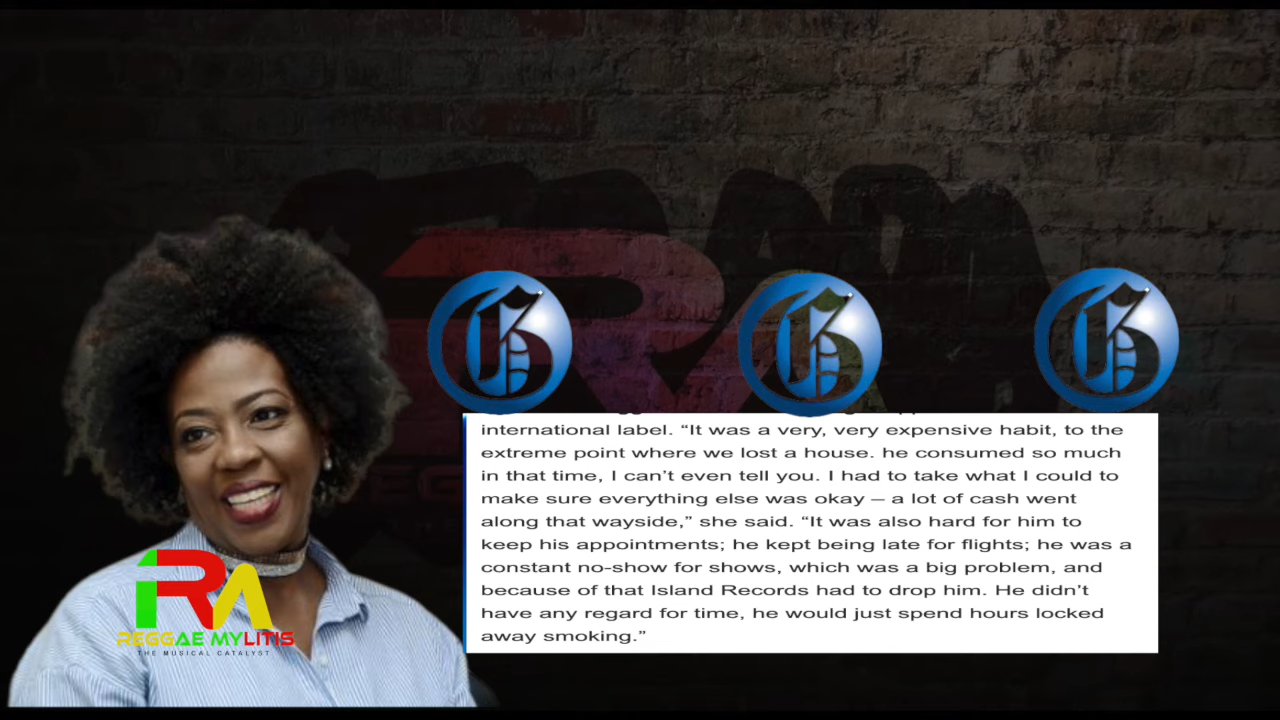 international label. “It was a very, very expensive habit, to the
extreme point where we lost a house. he consumed so much
in that time, I can’t even tell you. I had to take what I could to
make sure everything else was okay – a lot of cash went
along that wayside,” she said. “It was also hard for him to
keep his appointments; he kept being late for flights; he was a
constant no-show for shows, which was a big problem, and
because of that Island Records had to drop him. He didn’t
have any regard for time, he would just spend hours locked
away smoking.”
RA
REGGAE MYLITIS
THE MUSICAL CATALYST
G
G
G